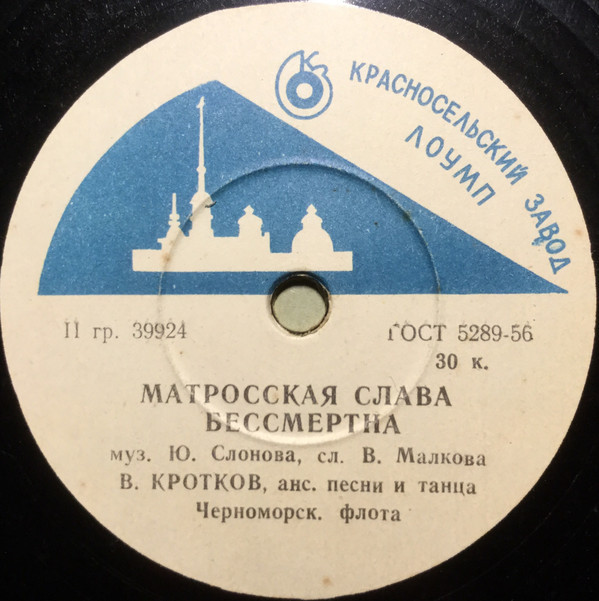 КРАСНОСЕЛЬСКИЙ ЗАВОД
ЛОУМП
II гр. 39924
ГОСТ 5289-56
30 к.
МАТРОССКАЯ СЛАВА
БЕССМЕРТНА
муз. Ю. Слонова, сл. В. Малкова
В. КРОТКОВ, анс. песни и танца
Черноморск. флота